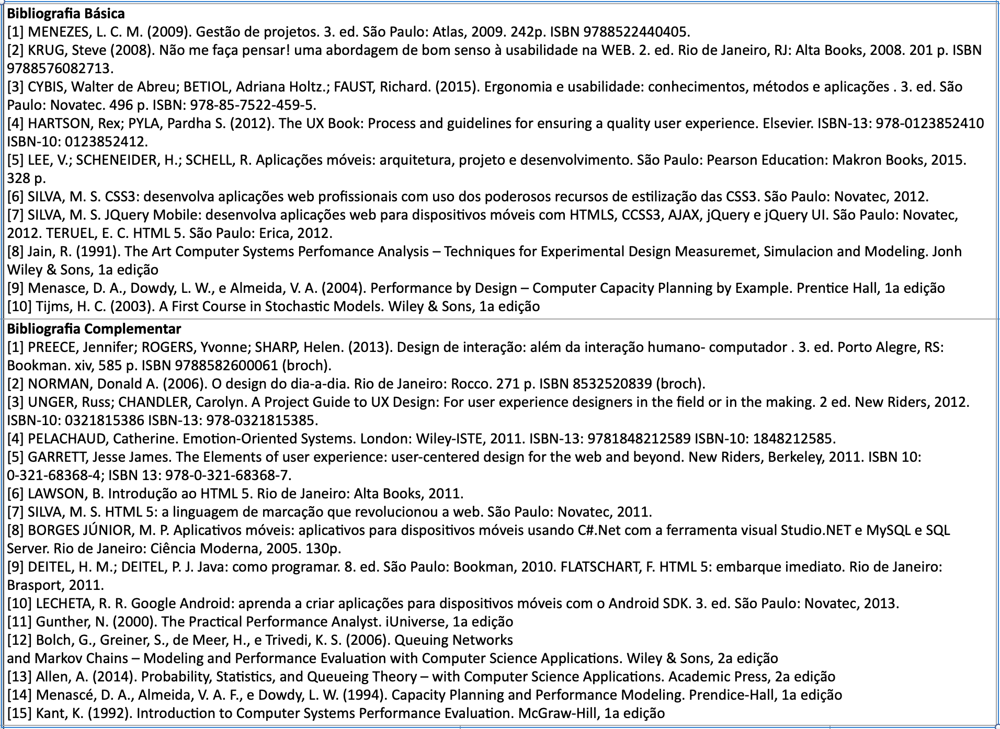 Bibliografia Básica
[1] MENEZES, L. C. M. (2009). Gestão de projetos. 3. ed. São Paulo: Atlas, 2009. 242p. ISBN 9788522440405.
[2] KRUG, Steve (2008). Não me faça pensar! uma abordagem de bom senso à usabilidade na WEB. 2. ed. Rio de Janeiro, RJ: Alta Books, 2008. 201 p. ISBN
9788576082713.
[3] CYBIS, Walter de Abreu; BETIOL, Adriana Holtz.; FAUST, Richard. (2015). Ergonomia e usabilidade: conhecimentos, métodos e aplicações . 3. ed. São
Paulo: Novatec. 496 p. ISBN: 978-85-7522-459-5.
[4] HARTSON, Rex; PYLA, Pardha S. (2012). The UX Book: Process and guidelines for ensuring a quality user experience. Elsevier. ISBN-13: 978-0123852410
ISBN-10: 0123852412.
[5] LEE, V.; SCHENEIDER, H.; SCHELL, R. Aplicações móveis: arquitetura, projeto e desenvolvimento. São Paulo: Pearson Education: Makron Books, 2015.
328 p.
[6] SILVA, M. S. CSS3: desenvolva aplicações web profissionais com uso dos poderosos recursos de estilização das CSS3. São Paulo: Novatec, 2012.
[7] SILVA, M. S. JQuery Mobile: desenvolva aplicações web para dispositivos móveis com HTMLS, CCSS3, AJAX, jQuery e jQuery UI. São Paulo: Novatec,
2012. TERUEL, E. C. HTML 5. São Paulo: Erica, 2012.
[8] Jain, R. (1991). The Art Computer Systems Perfomance Analysis – Techniques for Experimental Design Measuremet, Simulacion and Modeling. Jonh
Wiley & Sons, 1a edição
[9] Menasce, D. A., Dowdy, L. W., e Almeida, V. A. (2004). Performance by Design – Computer Capacity Planning by Example. Prentice Hall, 1a edição
[10] Tijms, H. C. (2003). A First Course in Stochastic Models. Wiley & Sons, 1a edição
Bibliografia Complementar
[1] PREECE, Jennifer; ROGERS, Yvonne; SHARP, Helen. (2013). Design de interação: além da interação humano- computador . 3. ed. Porto Alegre, RS:
Bookman. xiv, 585 p. ISBN 9788582600061 (broch).
[2] NORMAN, Donald A. (2006). O design do dia-a-dia. Rio de Janeiro: Rocco. 271 p. ISBN 8532520839 (broch).
[3] UNGER, Russ; CHANDLER, Carolyn. A Project Guide to UX Design: For user experience designers in the field or in the making. 2 ed. New Riders, 2012.
ISBN-10: 0321815386 ISBN-13: 978-0321815385.
[4] PELACHAUD, Catherine. Emotion-Oriented Systems. London: Wiley-ISTE, 2011. ISBN-13: 9781848212589 ISBN-10: 1848212585.
[5] GARRETT, Jesse James. The Elements of user experience: user-centered design for the web and beyond. New Riders, Berkeley, 2011. ISBN 10:
0-321-68368-4; ISBN 13: 978-0-321-68368-7.
[6] LAWSON, B. Introdução ao HTML 5. Rio de Janeiro: Alta Books, 2011.
[7] SILVA, M. S. HTML 5: a linguagem de marcação que revolucionou a web. São Paulo: Novatec, 2011.
[8] BORGES JÚNIOR, M. P. Aplicativos móveis: aplicativos para dispositivos móveis usando C#.Net com a ferramenta visual Studio.NET e MySQL e SQL
Server. Rio de Janeiro: Ciência Moderna, 2005. 130p.
[9] DEITEL, H. M.; DEITEL, P. J. Java: como programar. 8. ed. São Paulo: Bookman, 2010. FLATSCHART, F. HTML 5: embarque imediato. Rio de Janeiro:
Brasport, 2011.
[10] LECHETA, R. R. Google Android: aprenda a criar aplicações para dispositivos móveis com o Android SDK. 3. ed. São Paulo: Novatec, 2013.
[11] Gunther, N. (2000). The Practical Performance Analyst. iUniverse, 1a edição
[12] Bolch, G., Greiner, S., de Meer, H., e Trivedi, K. S. (2006). Queuing Networks
and Markov Chains – Modeling and Performance Evaluation with Computer Science Applications. Wiley & Sons, 2a edição
[13] Allen, A. (2014). Probability, Statistics, and Queueing Theory – with Computer Science Applications. Academic Press, 2a edição
[14] Menascé, D. A., Almeida, V. A. F., e Dowdy, L. W. (1994). Capacity Planning and Performance Modeling. Prendice-Hall, 1a edição
[15] Kant, K. (1992). Introduction to Computer Systems Performance Evaluation. McGraw-Hill, 1a edição